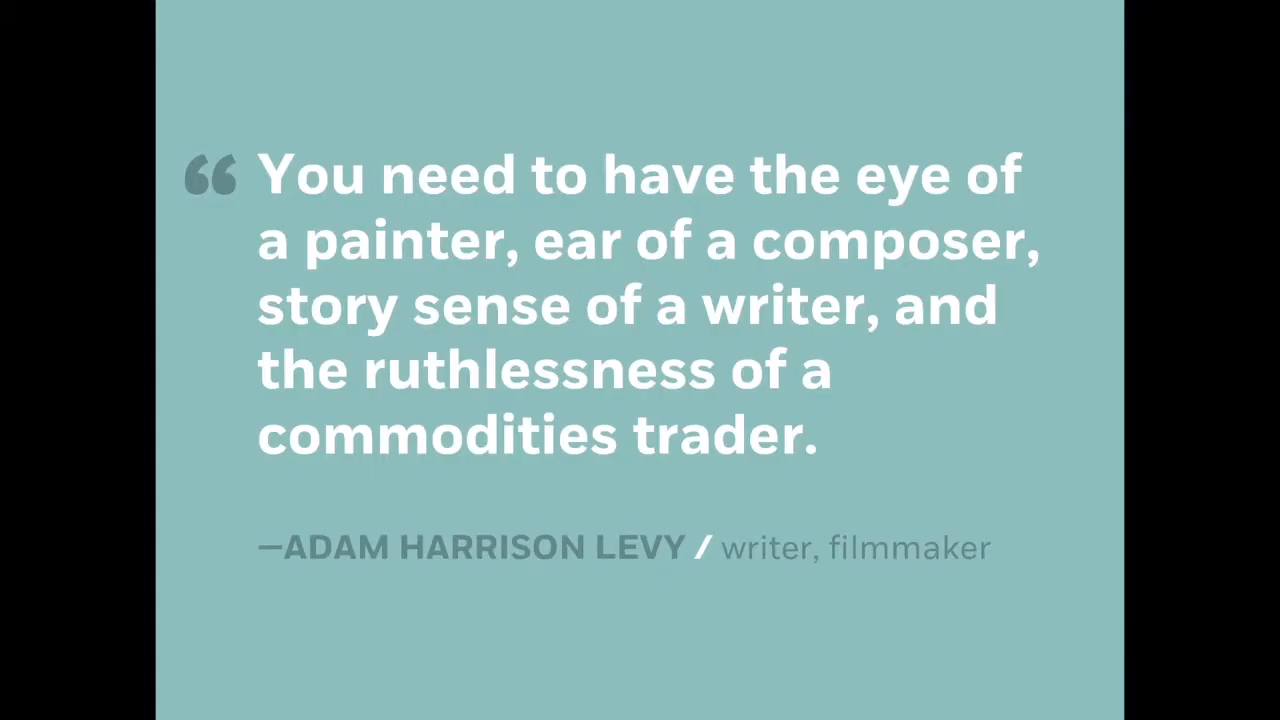 “ You need to have the eye of
a painter, ear of a composer,
story sense of a writer, and
the ruthlessness of a
commodities trader.
—ADAM HARRISON LEVY / writer, filmmaker